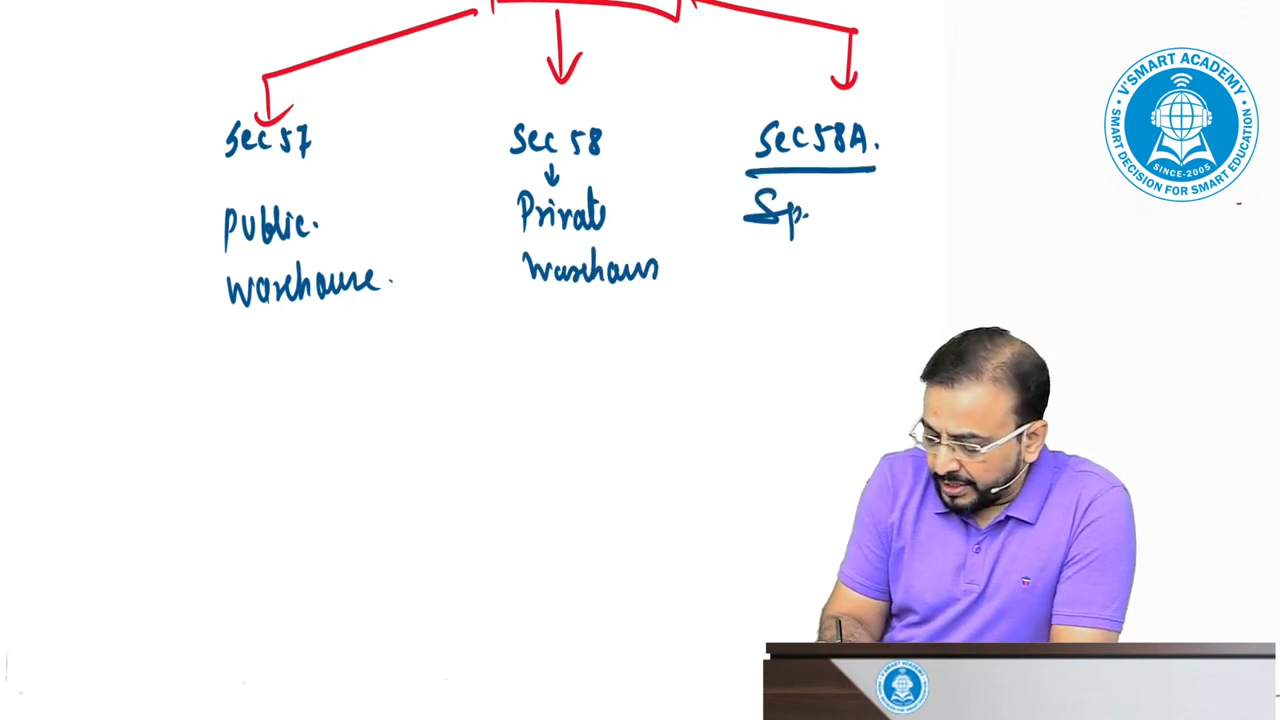 Sec 57
Public.
Warehouse.
Sec 58
Private
Warehaus
Sec 58A.
Sp.
V'SMART ACADEMY
SINCE-2005
SMART DECISION FOR SMART EDUCATION